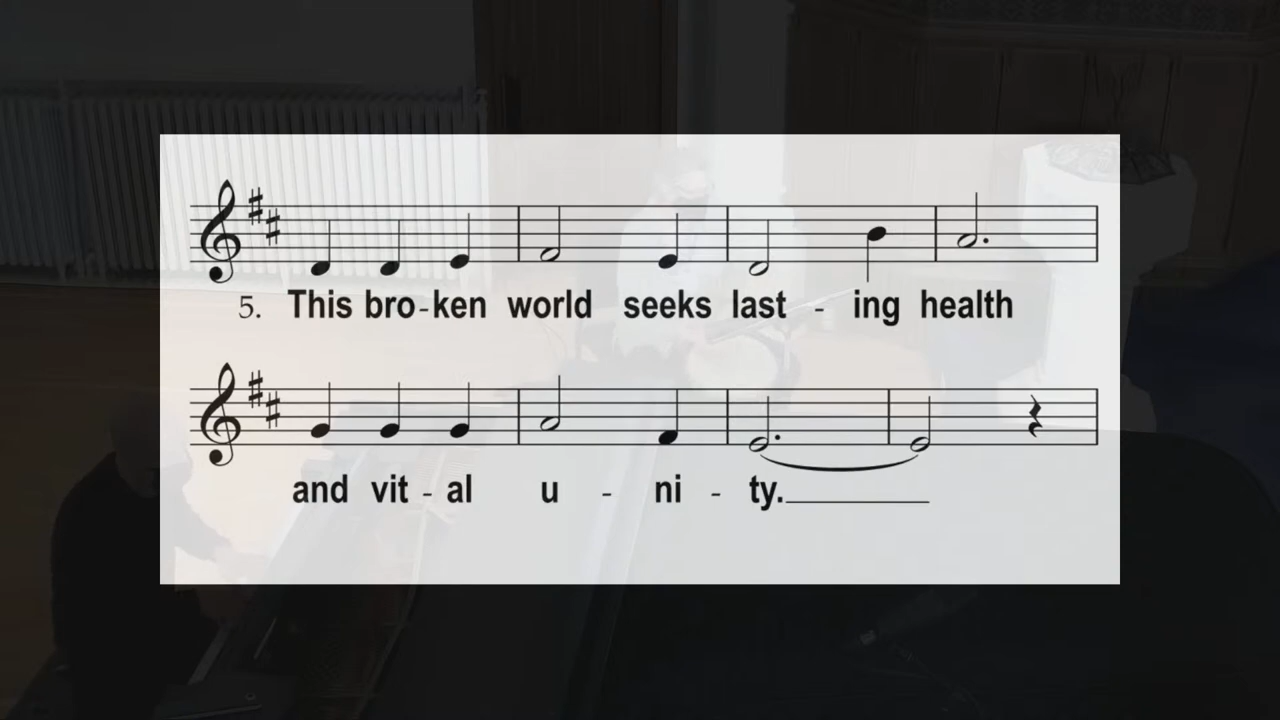 5. This bro-ken world seeks last - ing health
and vit - al u - ni - ty.